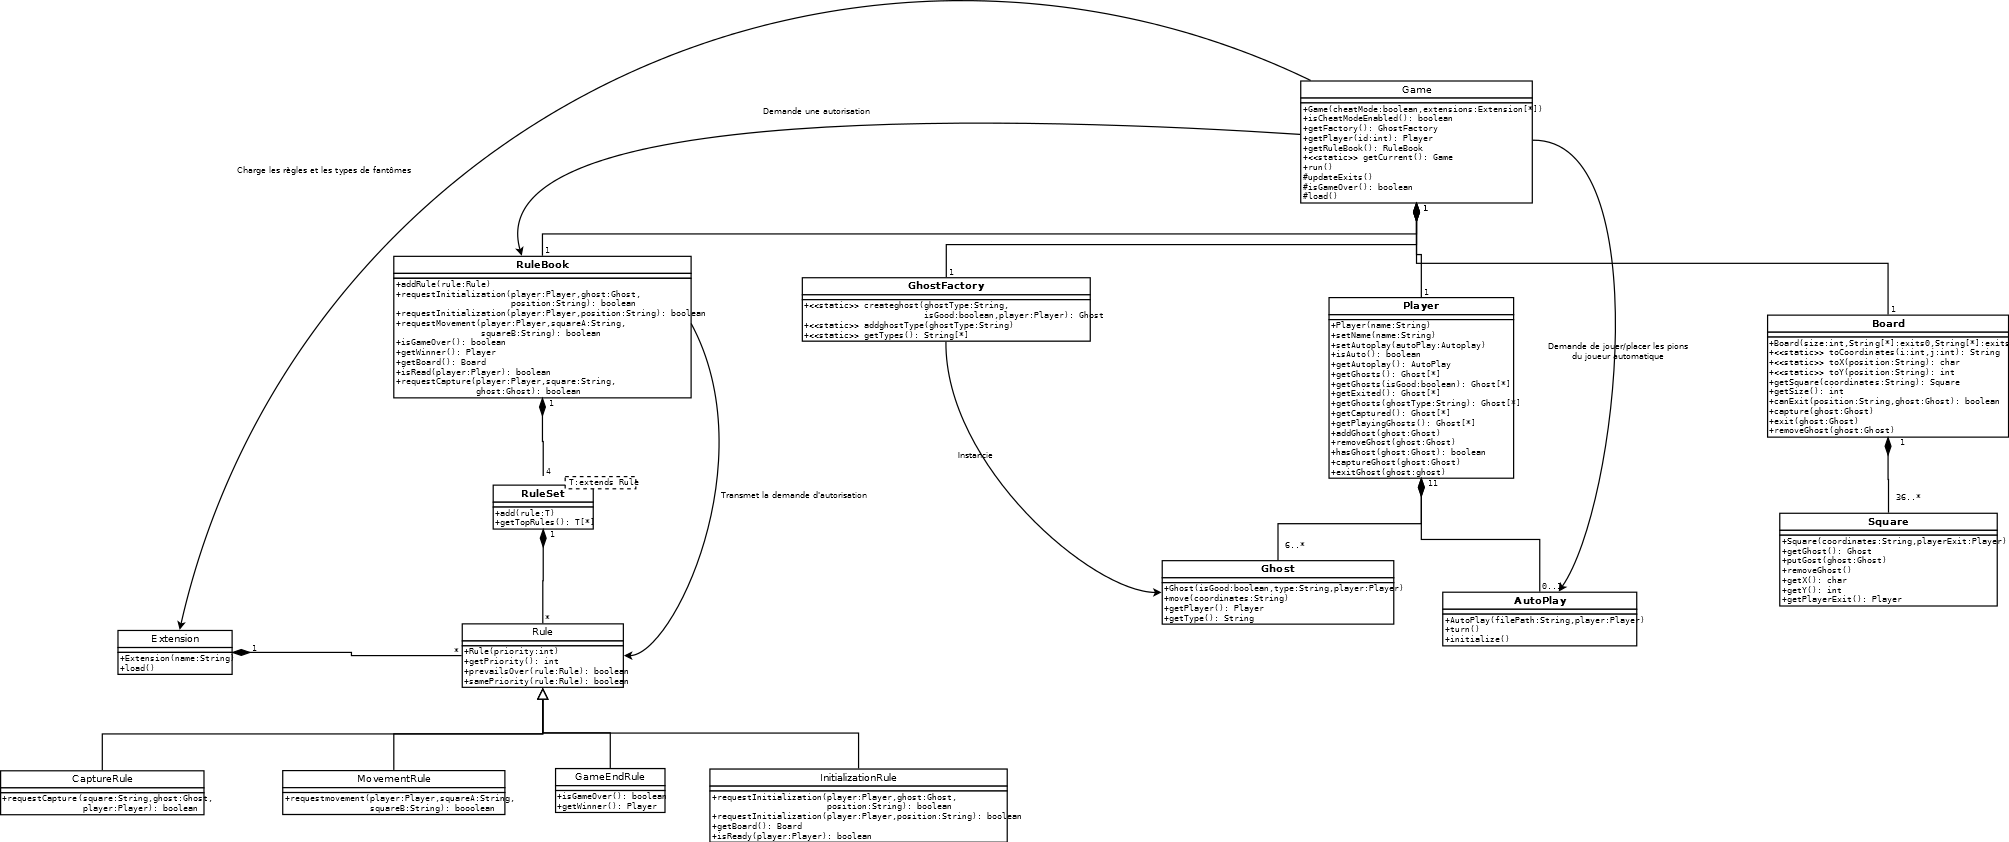 Game
+Game(cheatMode:boolean,extensions:Extension[*])
+isCheatModeEnabled(): boolean
+getFactory(): GhostFactory
+getPlayer(id:int): Player
+getRuleBook(): RuleBook
+<<static>> getCurrent(): Game
+run()
#updateExits()
#isGameOver(): boolean
#load()
1
Demande une autorisation
Charge les règles et les types de fantômes
1
RuleBook
+addRule(rule:Rule)
+requestInitialization(player:Player,ghost:Ghost,
position:String): boolean
+requestInitialization(player:Player,position:String): boolean
+requestMovement(player:Player,squareA:String,
squareB:String): boolean
+isGameOver(): boolean
+getWinner(): Player
+getBoard(): Board
+isRead(player:Player): boolean
+requestCapture(player:Player,square:String,
ghost:Ghost): boolean
1
1
GhostFactory
+<<static>> createghost(ghostType:String,
isGood:boolean,player:Player): Ghost
+<<static>> addghostType(ghostType:String)
+<<static>> getTypes(): String[*]
1
Player
+Player(name:String)
+setName(name:String)
+setAutoplay(autoPlay:Autoplay)
+isAuto(): boolean
+getAutoplay(): AutoPlay
+getGhosts(): Ghost[*]
+getGhosts(isGood:boolean): Ghost[*]
+getExited(): Ghost[*]
+getGhosts(ghostType:String): Ghost[*]
+getCaptured(): Ghost[*]
+getPlayingGhosts(): Ghost[*]
+addGhost(ghost:Ghost)
+removeGhost(ghost:Ghost)
+hasGhost(ghost:Ghost): boolean
+captureGhost(ghost:Ghost)
+exitGhost(ghost:ghost)
11
Demande de jouer/placer les pions
du joueur automatique
1
Board
+Board(size:int,String[*]:exits0,String[*]:exits
+<<static>> toCoordinates(i:int,j:int): String
+<<static>> toX(position:String): char
+<<static>> toY(position:String): int
+getSquare(coordinates:String): Square
+getSize(): int
+canExit(position:String,ghost:Ghost): boolean
+capture(ghost:Ghost)
+exit(ghost:Ghost)
+removeGhost(ghost:Ghost)
1
36..*
Square
+Square(coordinates:String,playerExit:Player)
+getGhost(): Ghost
+putGost(ghost:Ghost)
+removeGhost()
+getX(): char
+getY(): int
+getPlayerExit(): Player
4
T:extends Rule
RuleSet
+add(rule:T)
+getTopRules(): T[*]
1
Transmet la demande d'autorisation
Instancie
6..*
Ghost
+Ghost(isGood:boolean,type:String,player:Player)
+move(coordinates:String)
+getPlayer(): Player
+getType(): String
0..1
AutoPlay
+AutoPlay(filePath:String,player:Player)
+turn()
+initialize()
*
Rule
+Rule(priority:int)
+getPriority(): int
+prevailsOver(rule:Rule): boolean
+samePriority(rule:Rule): boolean
Extension
+Extension(name:String)
+load()
1
*
CaptureRule
+requestCapture(square:String,ghost:Ghost,
player:Player): boolean
MovementRule
+requestmovement(player:Player,squareA:String,
squareB:String): booolean
GameEndRule
+isGameOver(): boolean
+getWinner(): Player
InitializationRule
+requestInitialization(player:Player,ghost:Ghost,
position:String): boolean
+requestInitialization(player:Player,position:String): boolean
+getBoard(): Board
+isReady(player:Player): boolean